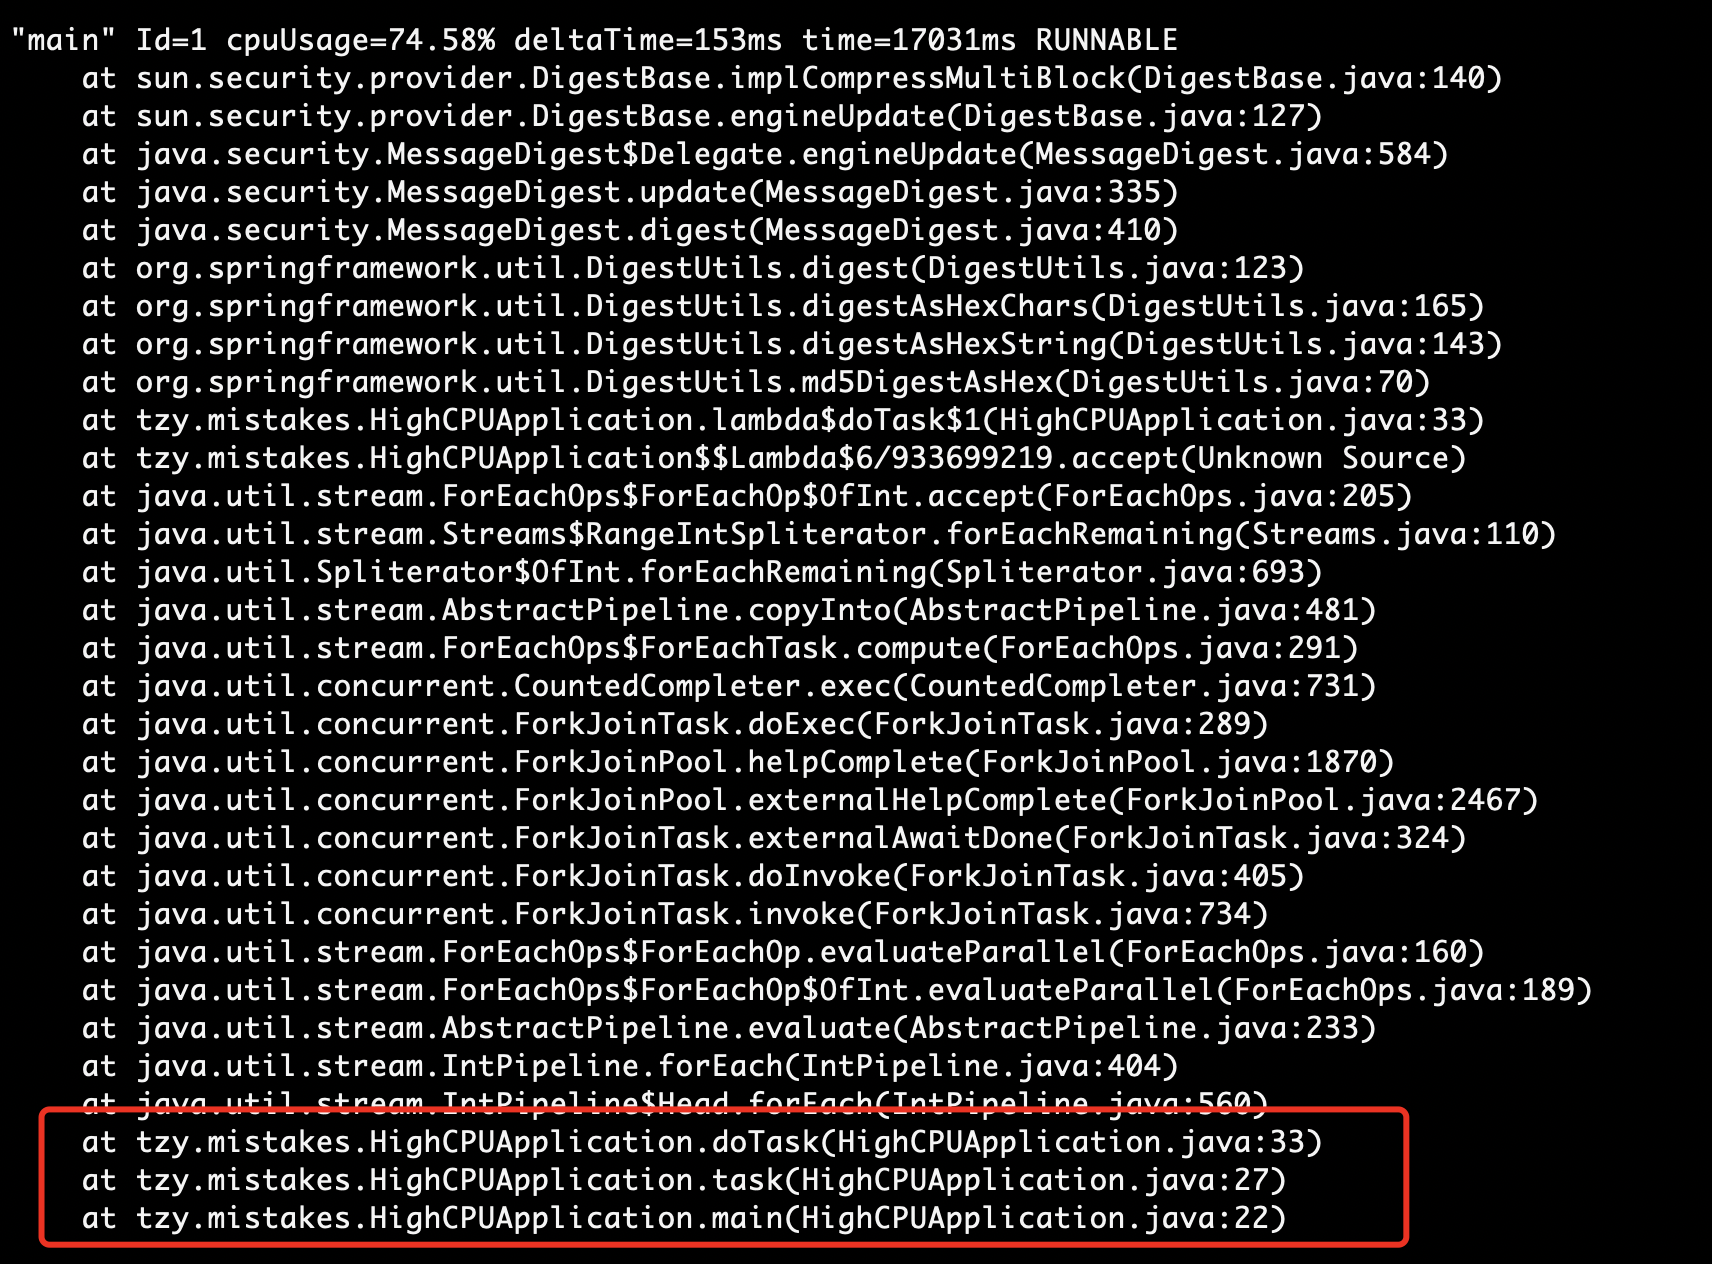 "main" Id=1 cpuUsage=74.58% deltaTime=153ms time=17031ms RUNNABLE
at sun.security.provider.DigestBase.implCompressMultiBlock(DigestBase.java:140)
at sun.security.provider.DigestBase.engineUpdate(DigestBase.java:127)
at java.security.MessageDigest$Delegate.engineUpdate(MessageDigest.java:584)
at java.security.MessageDigest.update(MessageDigest.java:335)
at java.security.MessageDigest.digest(MessageDigest.java:410)
at org.springframework.util.DigestUtils.digest(DigestUtils.java:123)
at org.springframework.util.DigestUtils.digestAsHexChars(DigestUtils.java:165)
at org.springframework.util.DigestUtils.digestAsHexString(DigestUtils.java:143)
at org.springframework.util.DigestUtils.md5DigestAsHex(DigestUtils.java:70)
at tzy.mistakes.HighCPUApplication.lambda$doTask$1(HighCPUApplication.java:33)
at tzy.mistakes.HighCPUApplication$$Lambda$6/933699219.accept(Unknown Source)
at java.util.stream.ForEachOps$ForEachOp$OfInt.accept(ForEachOps.java:205)
at java.util.stream.Streams$RangeIntSpliterator.forEachRemaining(Streams.java:110)
at java.util.Spliterator$OfInt.forEachRemaining(Spliterator.java:693)
at java.util.stream.AbstractPipeline.copyInto(AbstractPipeline.java:481)
at java.util.stream.ForEachOps$ForEachTask.compute(ForEachOps.java:291)
at java.util.concurrent.CountedCompleter.exec(CountedCompleter.java:731)
at java.util.concurrent.ForkJoinTask.doExec(ForkJoinTask.java:289)
at java.util.concurrent.ForkJoinPool.helpComplete(ForkJoinPool.java:1870)
at java.util.concurrent.ForkJoinPool.externalHelpComplete(ForkJoinPool.java:2467)
at java.util.concurrent.ForkJoinTask.externalAwaitDone(ForkJoinTask.java:324)
at java.util.concurrent.ForkJoinTask.doInvoke(ForkJoinTask.java:405)
at java.util.concurrent.ForkJoinTask.invoke(ForkJoinTask.java:734)
at java.util.stream.ForEachOps$ForEachOp.evaluateParallel(ForEachOps.java:160)
at java.util.stream.ForEachOps$ForEachOp$OfInt.evaluateParallel(ForEachOps.java:189)
at java.util.stream.AbstractPipeline.evaluate(AbstractPipeline.java:233)
at java.util.stream.IntPipeline.forEach(IntPipeline.java:404)
at java.util.stream.IntPipeline$Head.forEach(IntPipeline.java:560)
at tzy.mistakes.HighCPUApplication.doTask(HighCPUApplication.java:33)
at tzy.mistakes.HighCPUApplication.task(HighCPUApplication.java:27)
at tzy.mistakes.HighCPUApplication.main(HighCPUApplication.java:22)